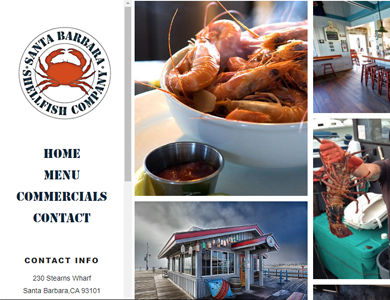 SANTA BARBARA
SHELLFISH COMPANY
HOME
MENU
COMMERCIALS
CONTACT
CONTACT INFO
230 Stearns Wharf
Santa Barbara,CA 93101